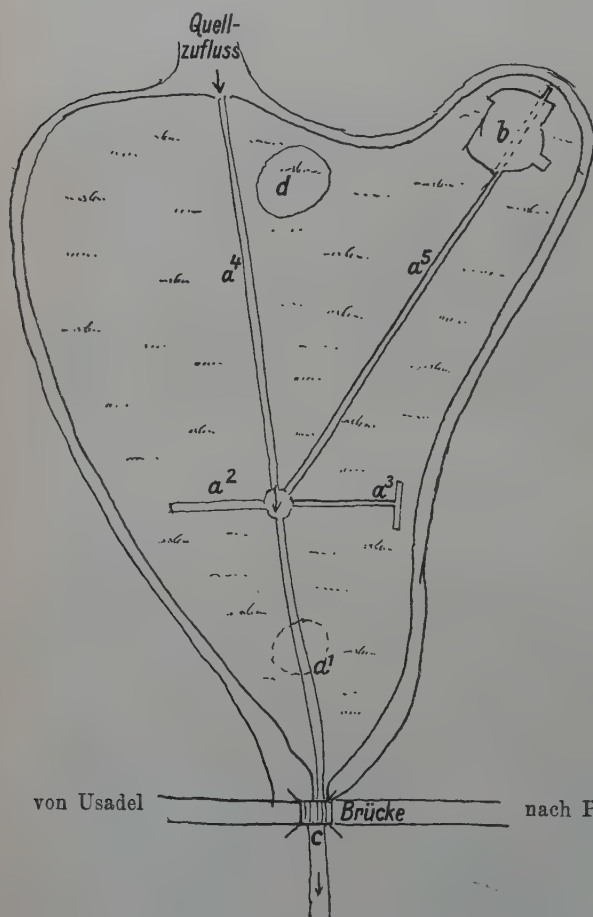 Quell-
zufluss
b
d
a⁴
a⁵
a²
a³
a¹
von Usadel
Brücke
nach
c